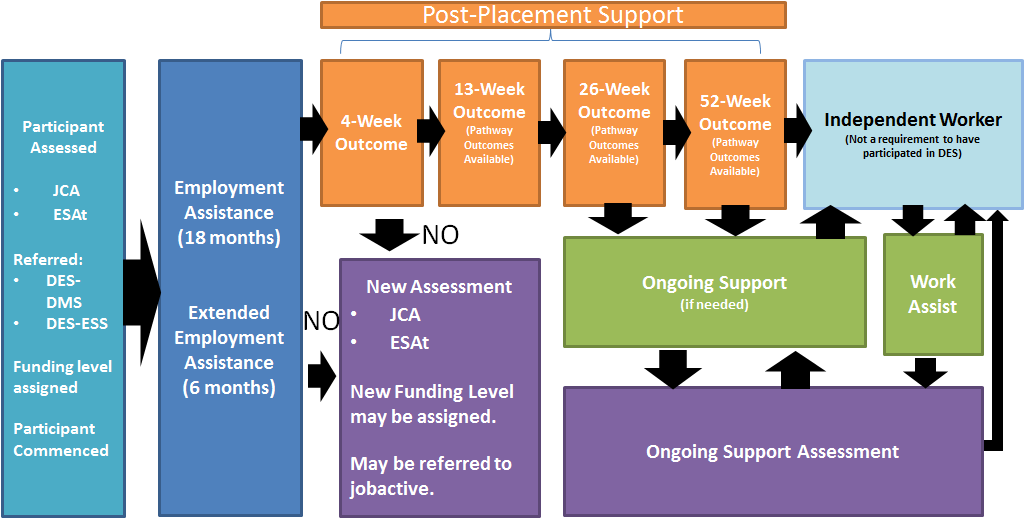 Post-Placement Support
Participant
Assessed
• JCA
• ESAt
Referred:
• DES-
DMS
• DES-ESS
Funding level
assigned
Participant
Commenced
Employment
Assistance
(18 months)
Extended
Employment
Assistance
(6 months)
4-Week
Outcome
13-Week
Outcome
(Pathway
Outcomes
Available)
26-Week
Outcome
(Pathway
Outcomes
Available)
52-Week
Outcome
(Pathway
Outcomes
Available)
Independent Worker
(Not a requirement to have
participated in DES)
NO
NO
New Assessment
• JCA
• ESAt
New Funding Level
may be assigned.
May be referred to
jobactive.
Ongoing Support
(if needed)
Work
Assist
Ongoing Support Assessment